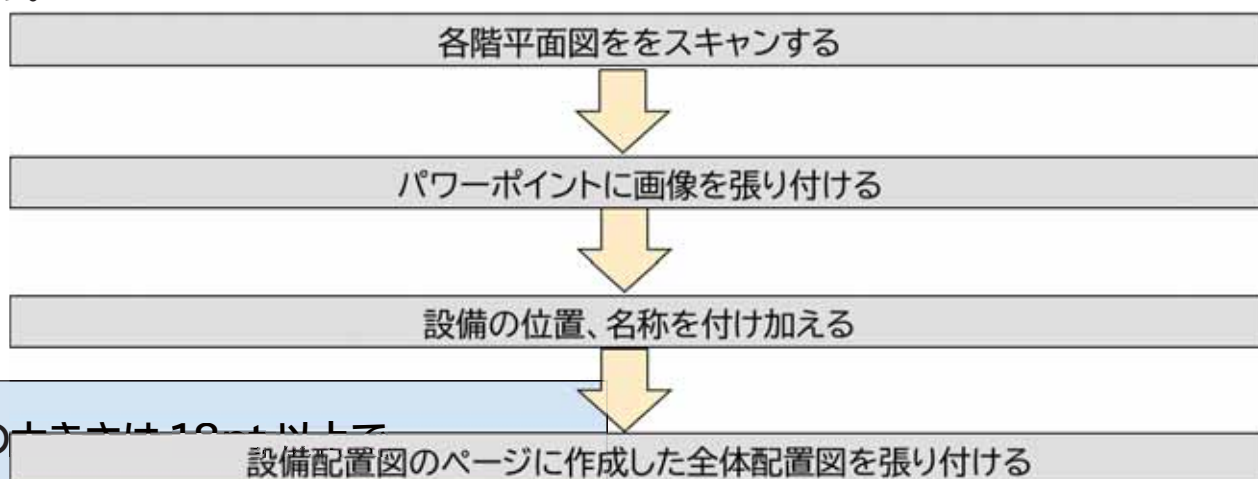 各階平面図ををスキャンする
パワーポイントに画像を張り付ける
設備の位置、名称を付け加える
設備配置図のページに作成した全体配置図を張り付ける